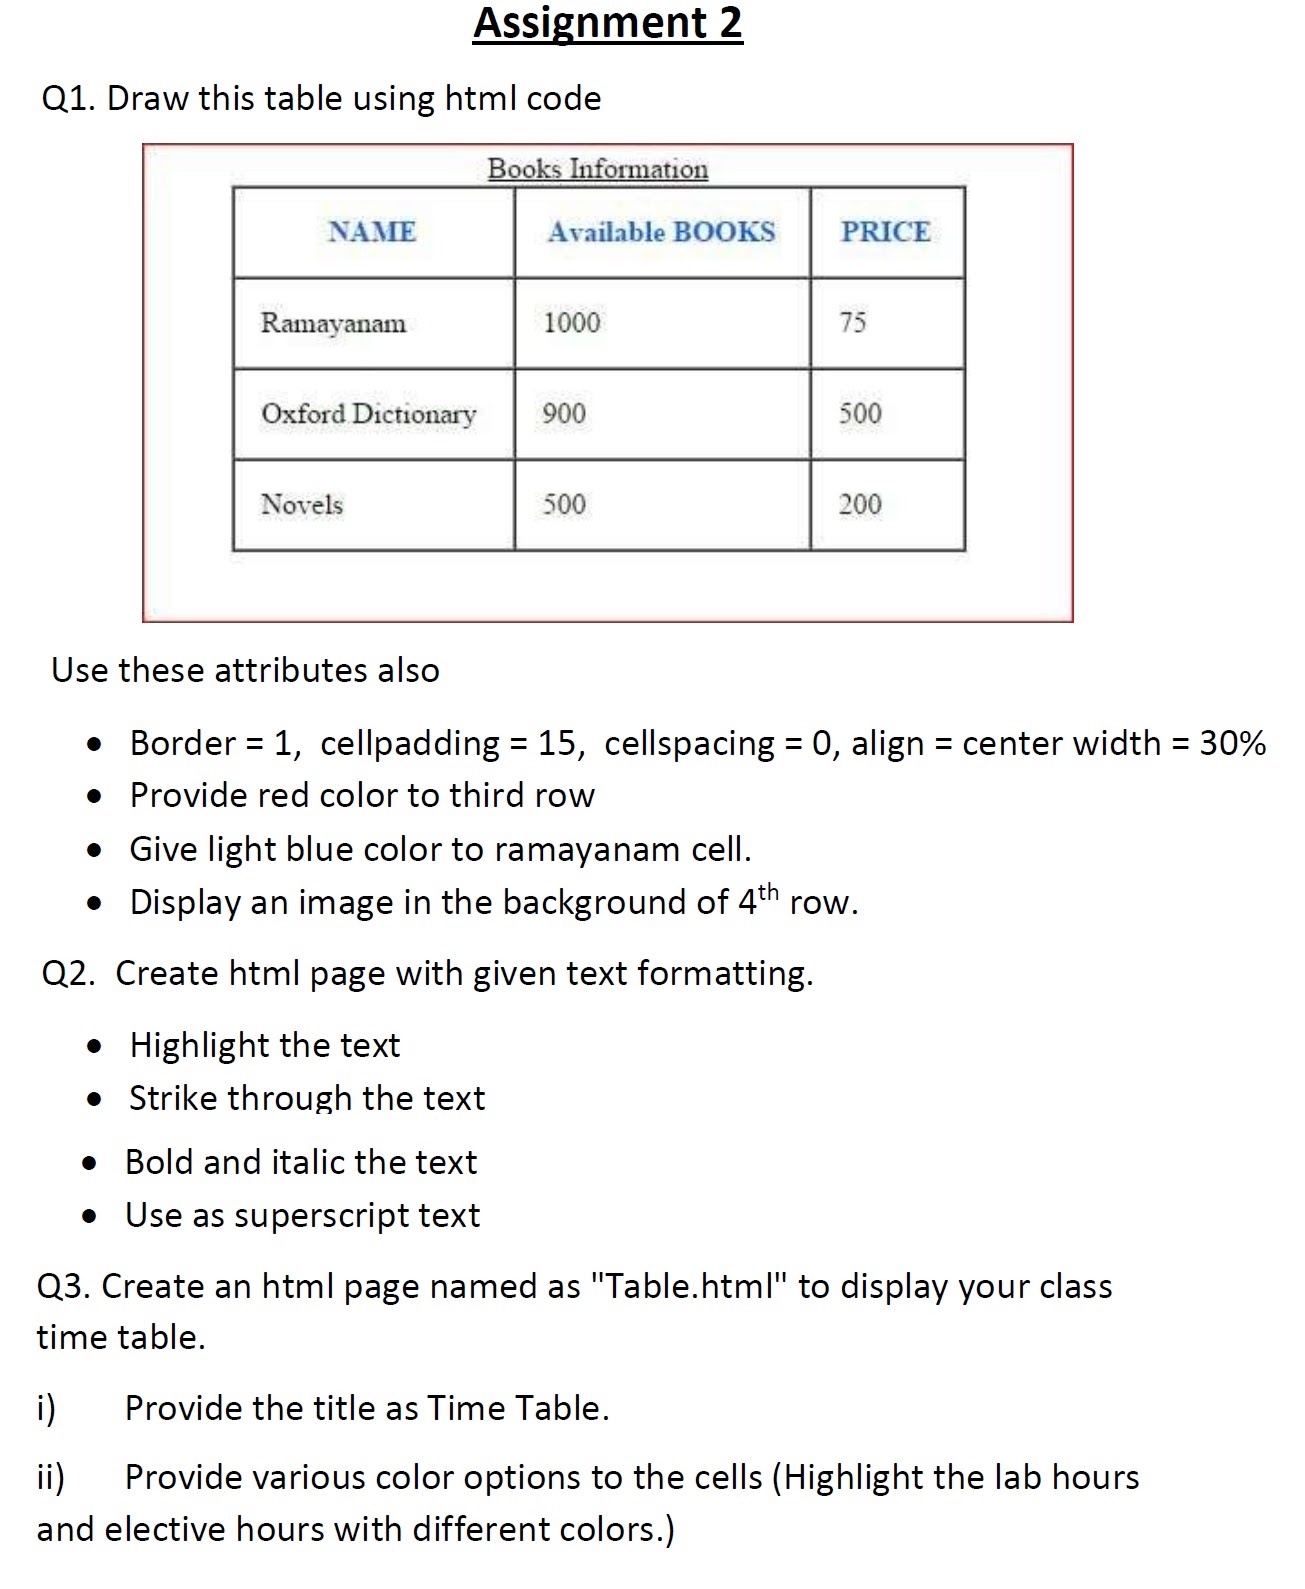 Assignment 2
Q1. Draw this table using html code
Books Information
NAME Available BOOKS PRICE
Ramayanam 1000 75
Oxford Dictionary 900 500
Novels 500 200
Use these attributes also
• Border = 1, cellpadding = 15, cellspacing = 0, align = center width = 30%
• Provide red color to third row
• Give light blue color to ramayanam cell.
• Display an image in the background of 4th row.
Q2. Create html page with given text formatting.
• Highlight the text
• Strike through the text
• Bold and italic the text
• Use as superscript text
Q3. Create an html page named as "Table.html" to display your class
time table.
i) Provide the title as Time Table.
ii) Provide various color options to the cells (Highlight the lab hours
and elective hours with different colors.)